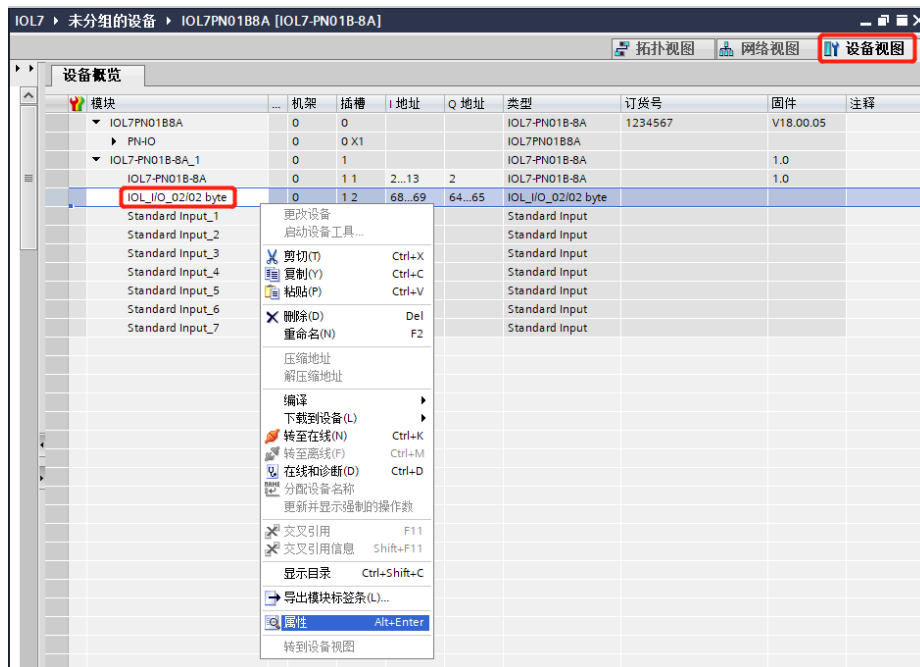 IOL7 ▸ 未分组的设备 ▸ IOL7PN01B8A [IOL7-PN01B-8A]
拓扑视图 网络视图 设备视图
设备概览
模块 ... 机架 插槽 I 地址 Q 地址 类型 订货号 固件 注释
IOL7PN01B8A 0 0 IOL7-PN01B-8A 1234567 V18.00.05
PN-IO 0 0 X1 IOL7PN01B8A
IOL7-PN01B-8A_1 0 1 IOL7-PN01B-8A 1.0
IOL7-PN01B-8A 0 1 1 2...13 2 IOL7-PN01B-8A 1.0
IOL_I/O_02/02 byte 0 1 2 68...69 64...65 IOL_I/O_02/02 byte
Standard Input_1 Standard Input
Standard Input_2 Standard Input
Standard Input_3 Standard Input
Standard Input_4 Standard Input
Standard Input_5 Standard Input
Standard Input_6 Standard Input
Standard Input_7 Standard Input
更改设备
启动设备工具...
剪切(T) Ctrl+X
复制(Y) Ctrl+C
粘贴(P) Ctrl+V
删除(D) Del
重命名(N) F2
压缩地址
解压缩地址
编译
下载到设备(L)
转至在线(N) Ctrl+K
转至离线(F) Ctrl+M
在线和诊断(D) Ctrl+D
分配设备名称
更新并显示强制的操作数
交叉引用 F11
交叉引用信息 Shift+F11
显示目录 Ctrl+Shift+C
导出模块标签条(L)...
属性 Alt+Enter
转到设备视图